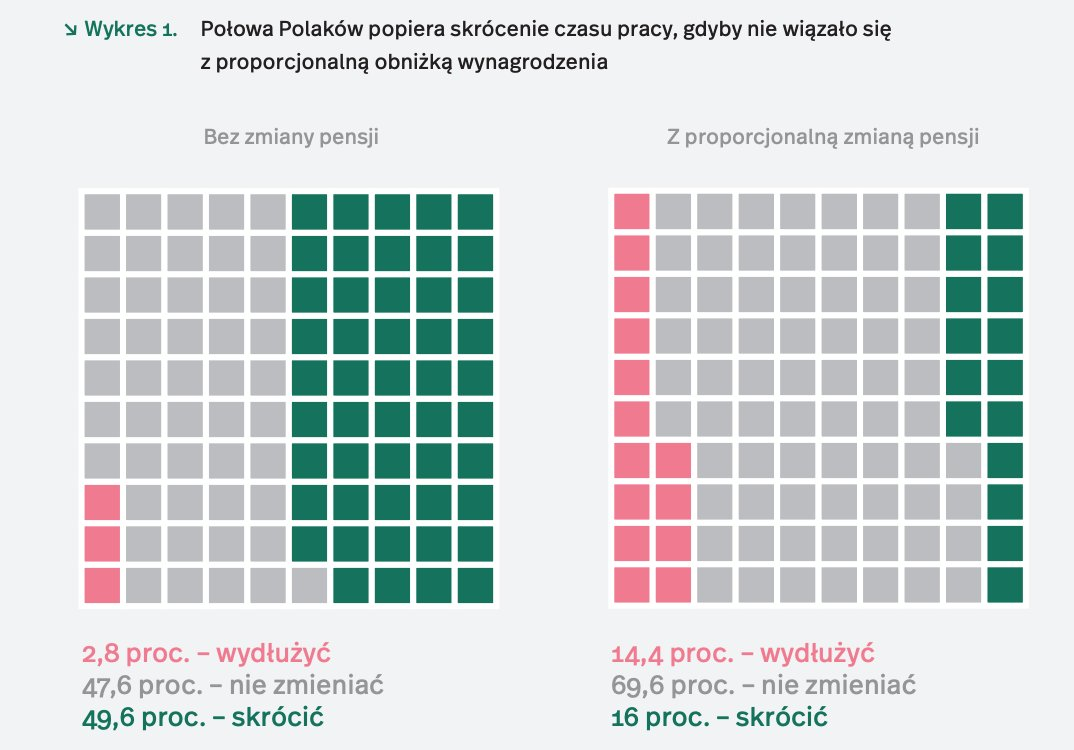 ↘ Wykres 1. Połowa Polaków popiera skrócenie czasu pracy, gdyby nie wiązało się
z proporcjonalną obniżką wynagrodzenia
Bez zmiany pensji
Z proporcjonalną zmianą pensji
2,8 proc. – wydłużyć
47,6 proc. – nie zmieniać
49,6 proc. – skrócić
14,4 proc. – wydłużyć
69,6 proc. – nie zmieniać
16 proc. – skrócić